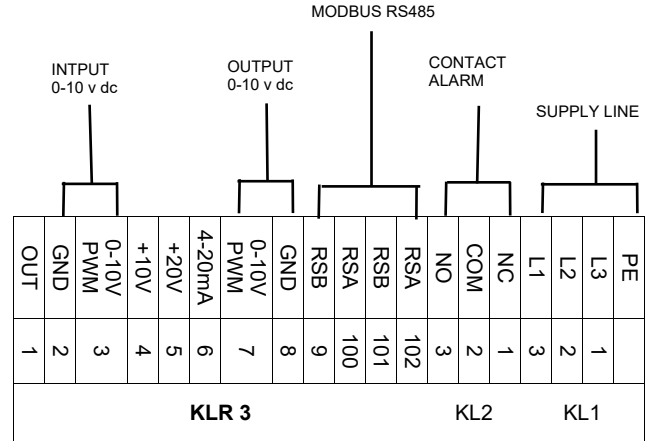 MODBUS RS485
INTPUT
0-10 v dc
OUTPUT
0-10 v dc
CONTACT
ALARM
SUPPLY LINE
OUT
GND
0-10V
PWM
+10V
+20V
4-20mA
0-10V
PWM
GND
RSB
RSA
RSB
RSA
NO
COM
NC
L1
L2
L3
PE
1
2
3
4
5
6
7
8
9
100
101
102
3
2
1
3
2
1
KLR 3
KL2
KL1